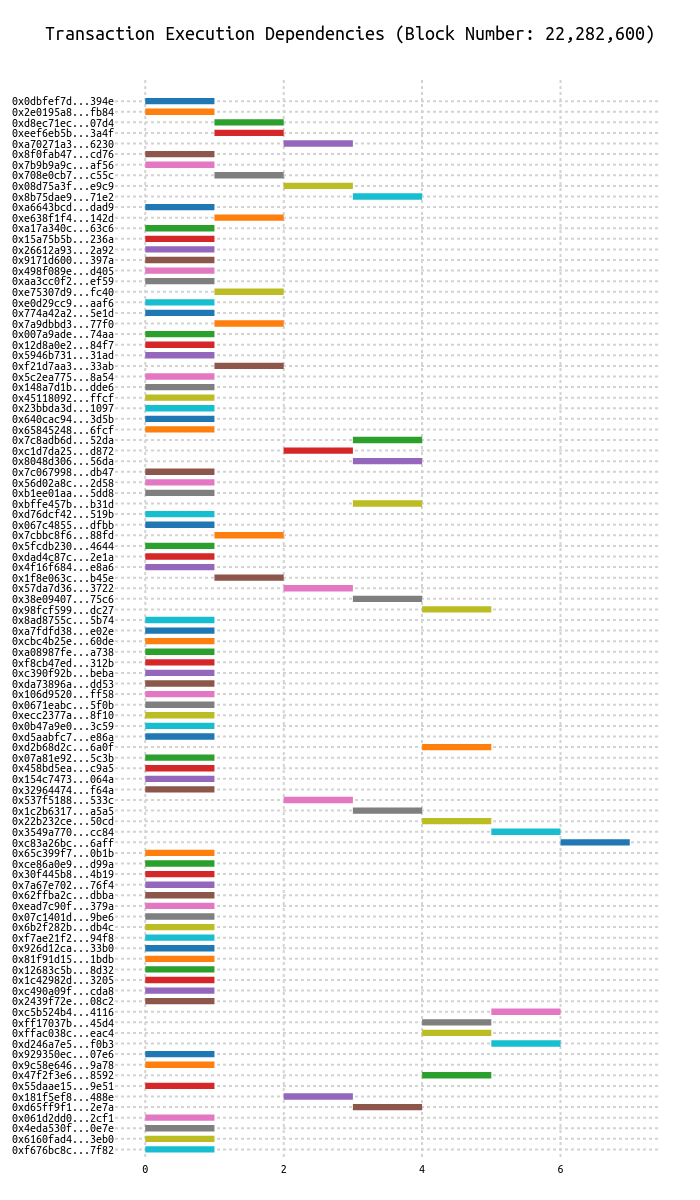 Transaction Execution Dependencies (Block Number: 22,282,600)
0x0dbfef7d...394e
0x2e0195a8...fb84
0xd8ec71ec...07d4
0xeef6eb5b...3a4f
0xa70271a3...6230
0x8f0fab47...cd76
0x7b9b9a9c...af56
0x708e0cb7...c55c
0x08d75a3f...e9c9
0x8b75dae9...71e2
0xa6643bcd...dad9
0xe638f1f4...142d
0xa17a340c...63c6
0x15a75b5b...236a
0x26612a93...2a92
0x9171d600...397a
0x498f089e...d405
0xaa3cc0f2...ef59
0xe75307d9...fc40
0xe0d29cc9...aaf6
0x774a42a2...5e1d
0x7a9dbbd3...77f0
0x007a9ade...74aa
0x12d8a0e2...84f7
0x5946b731...31ad
0xf21d7aa3...33ab
0x5c2ea775...8a54
0x148a7d1b...dde6
0x45118092...ffcf
0x23bbda3d...1097
0x640cac94...3d5b
0x65845248...6fcf
0x7c8adb6d...52da
0xc1d7da25...d872
0x8048d306...56da
0x7c067998...db47
0x56d02a8c...2d58
0xb1ee01aa...5dd8
0xbffe457b...b31d
0xd76dcf42...519b
0x067c4855...dfbb
0x7cbbc8f6...88fd
0x5fcdb230...4644
0xdad4c87c...2e1a
0x4f16f684...e8a6
0x1f8e063c...b45e
0x57da7d36...3722
0x38e09407...75c6
0x98fcf599...dc27
0x8ad8755c...5b74
0xa7fdfd38...e02e
0xcbc4b25e...60de
0xa08987fe...a738
0xf8cb47ed...312b
0xc390f92b...beba
0xda73896a...dd53
0x106d9520...ff58
0x0671eabc...5f0b
0xecc2377a...8f10
0x0b47a9e0...3c59
0xd5aabfc7...e86a
0xd2b68d2c...6a0f
0x07a81e92...5c3b
0x458bd5ea...c9a5
0x154c7473...064a
0x32964474...f64a
0x537f5188...533c
0x1c2b6317...a5a5
0x22b232ce...50cd
0x3549a770...cc84
0xc83a26bc...6aff
0x65c399f7...0b1b
0xce86a0e9...d99a
0x30f445b8...4b19
0x7a67e702...76f4
0x62ffba2c...dbba
0xead7c90f...379a
0x07c1401d...9be6
0x6b2f282b...db4c
0xf7ae21f2...94f8
0x926d12ca...33b0
0x81f91d15...1bdb
0x12683c5b...8d32
0x1c42982d...3205
0xc490a09f...cda8
0x2439f72e...08c2
0xc5b524b4...4116
0xff17037b...45d4
0xffac038c...eac4
0xd246a7e5...f0b3
0x929350ec...07e6
0x9c58e646...9a78
0x47f2f3e6...8592
0x55daae15...9e51
0x181f5ef8...488e
0xd65ff9f1...2e7a
0x061d2dd0...2cf1
0x4eda530f...0e7e
0x6160fad4...3eb0
0xf676bc8c...7f82
0 2 4 6